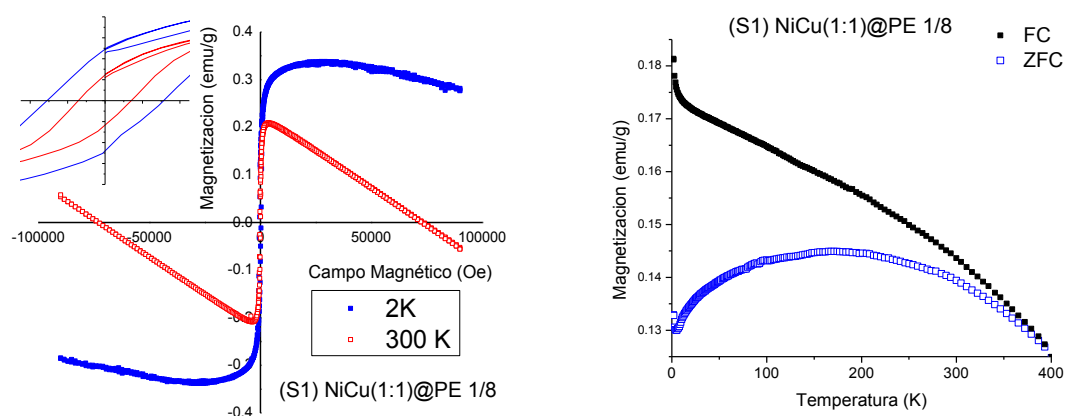 0.4
0.3
0.2
0.1
0.0
-0.1
-0.2
-0.3
-0.4
Magnetizacion (emu/g)
-100000
-50000
50000
100000
Campo Magnético (Oe)
2K
300 K
(S1) NiCu(1:1)@PE 1/8
(S1) NiCu(1:1)@PE 1/8
FC
ZFC
0.18
0.17
0.16
0.15
0.14
0.13
Magnetizacion (emu/g)
0
100
200
300
400
Temperatura (K)